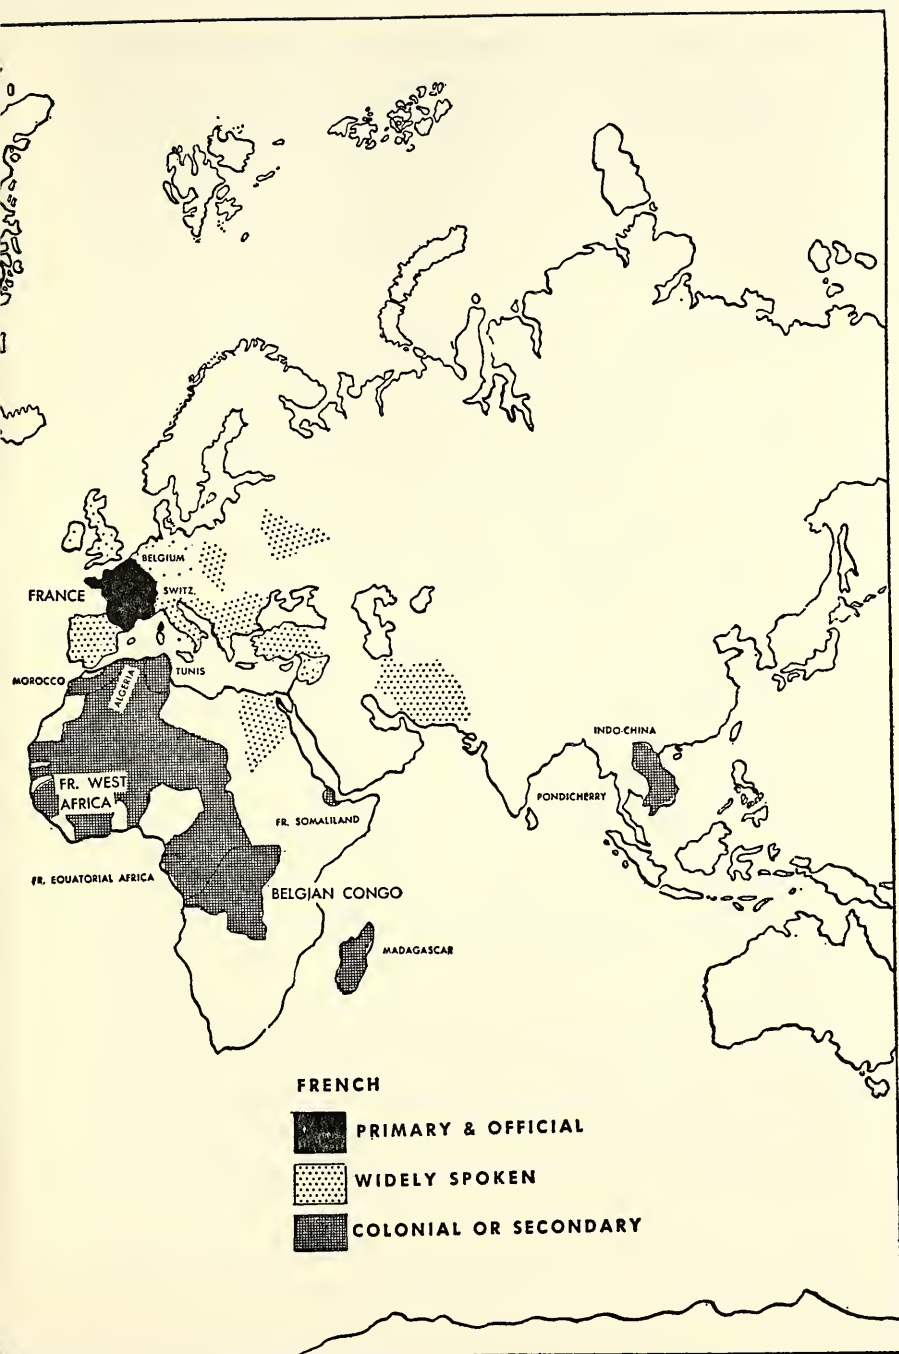 BELGIUM
FRANCE
SWITZ.
MOROCCO
ALGERIA
TUNIS
INDO-CHINA
FR. WEST
AFRICA
PONDICHERRY
FR. SOMALILAND
FR. EQUATORIAL AFRICA
BELGIAN CONGO
MADAGASCAR
FRENCH
PRIMARY & OFFICIAL
WIDELY SPOKEN
COLONIAL OR SECONDARY